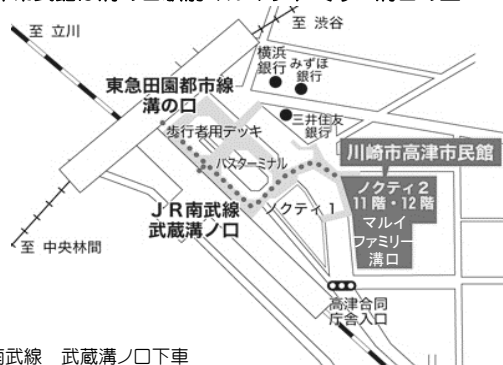 至 渋谷
至 立川
横浜
銀行
みずほ
銀行
東急田園都市線
溝の口
三井住友
銀行
歩行者用デッキ
バスターミナル
川崎市高津市民館
ノクティ2
11階・12階
マルイ
ファミリー
溝口
ノクティ1
JR南武線
武蔵溝ノ口
至 中央林間
高津合同
庁舎入口
南武線 武蔵溝ノ口下車